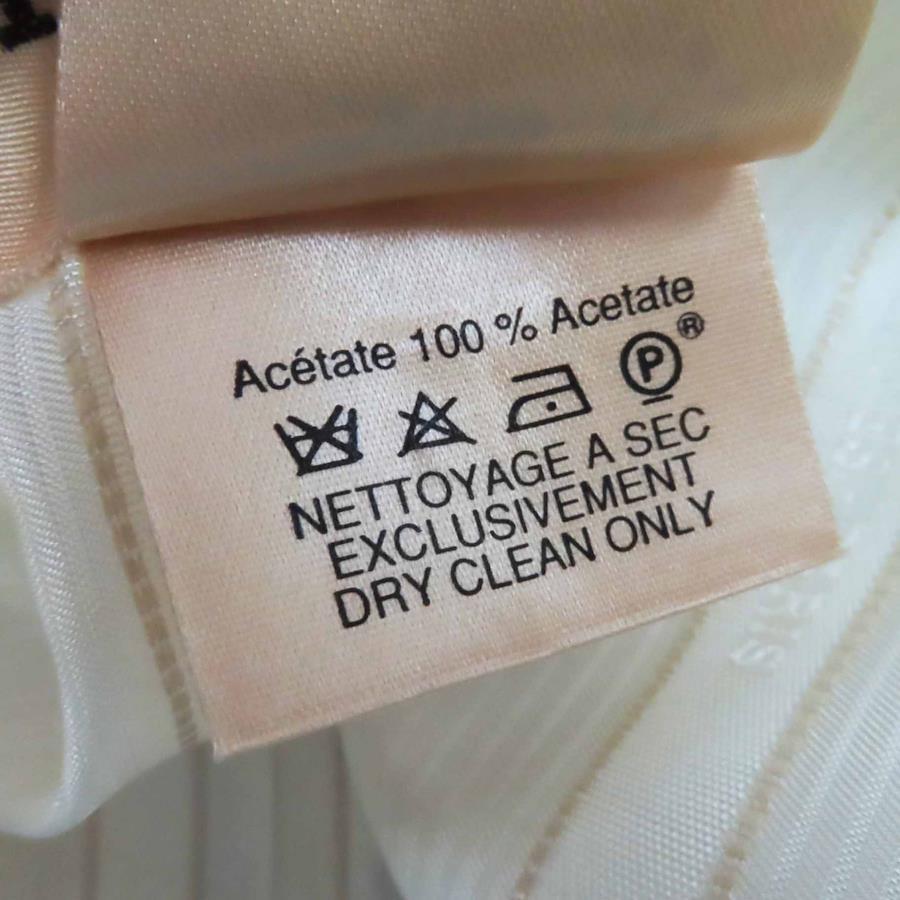 Acétate 100 % Acetate
P®
NETTOYAGE A SEC
EXCLUSIVEMENT
DRY CLEAN ONLY